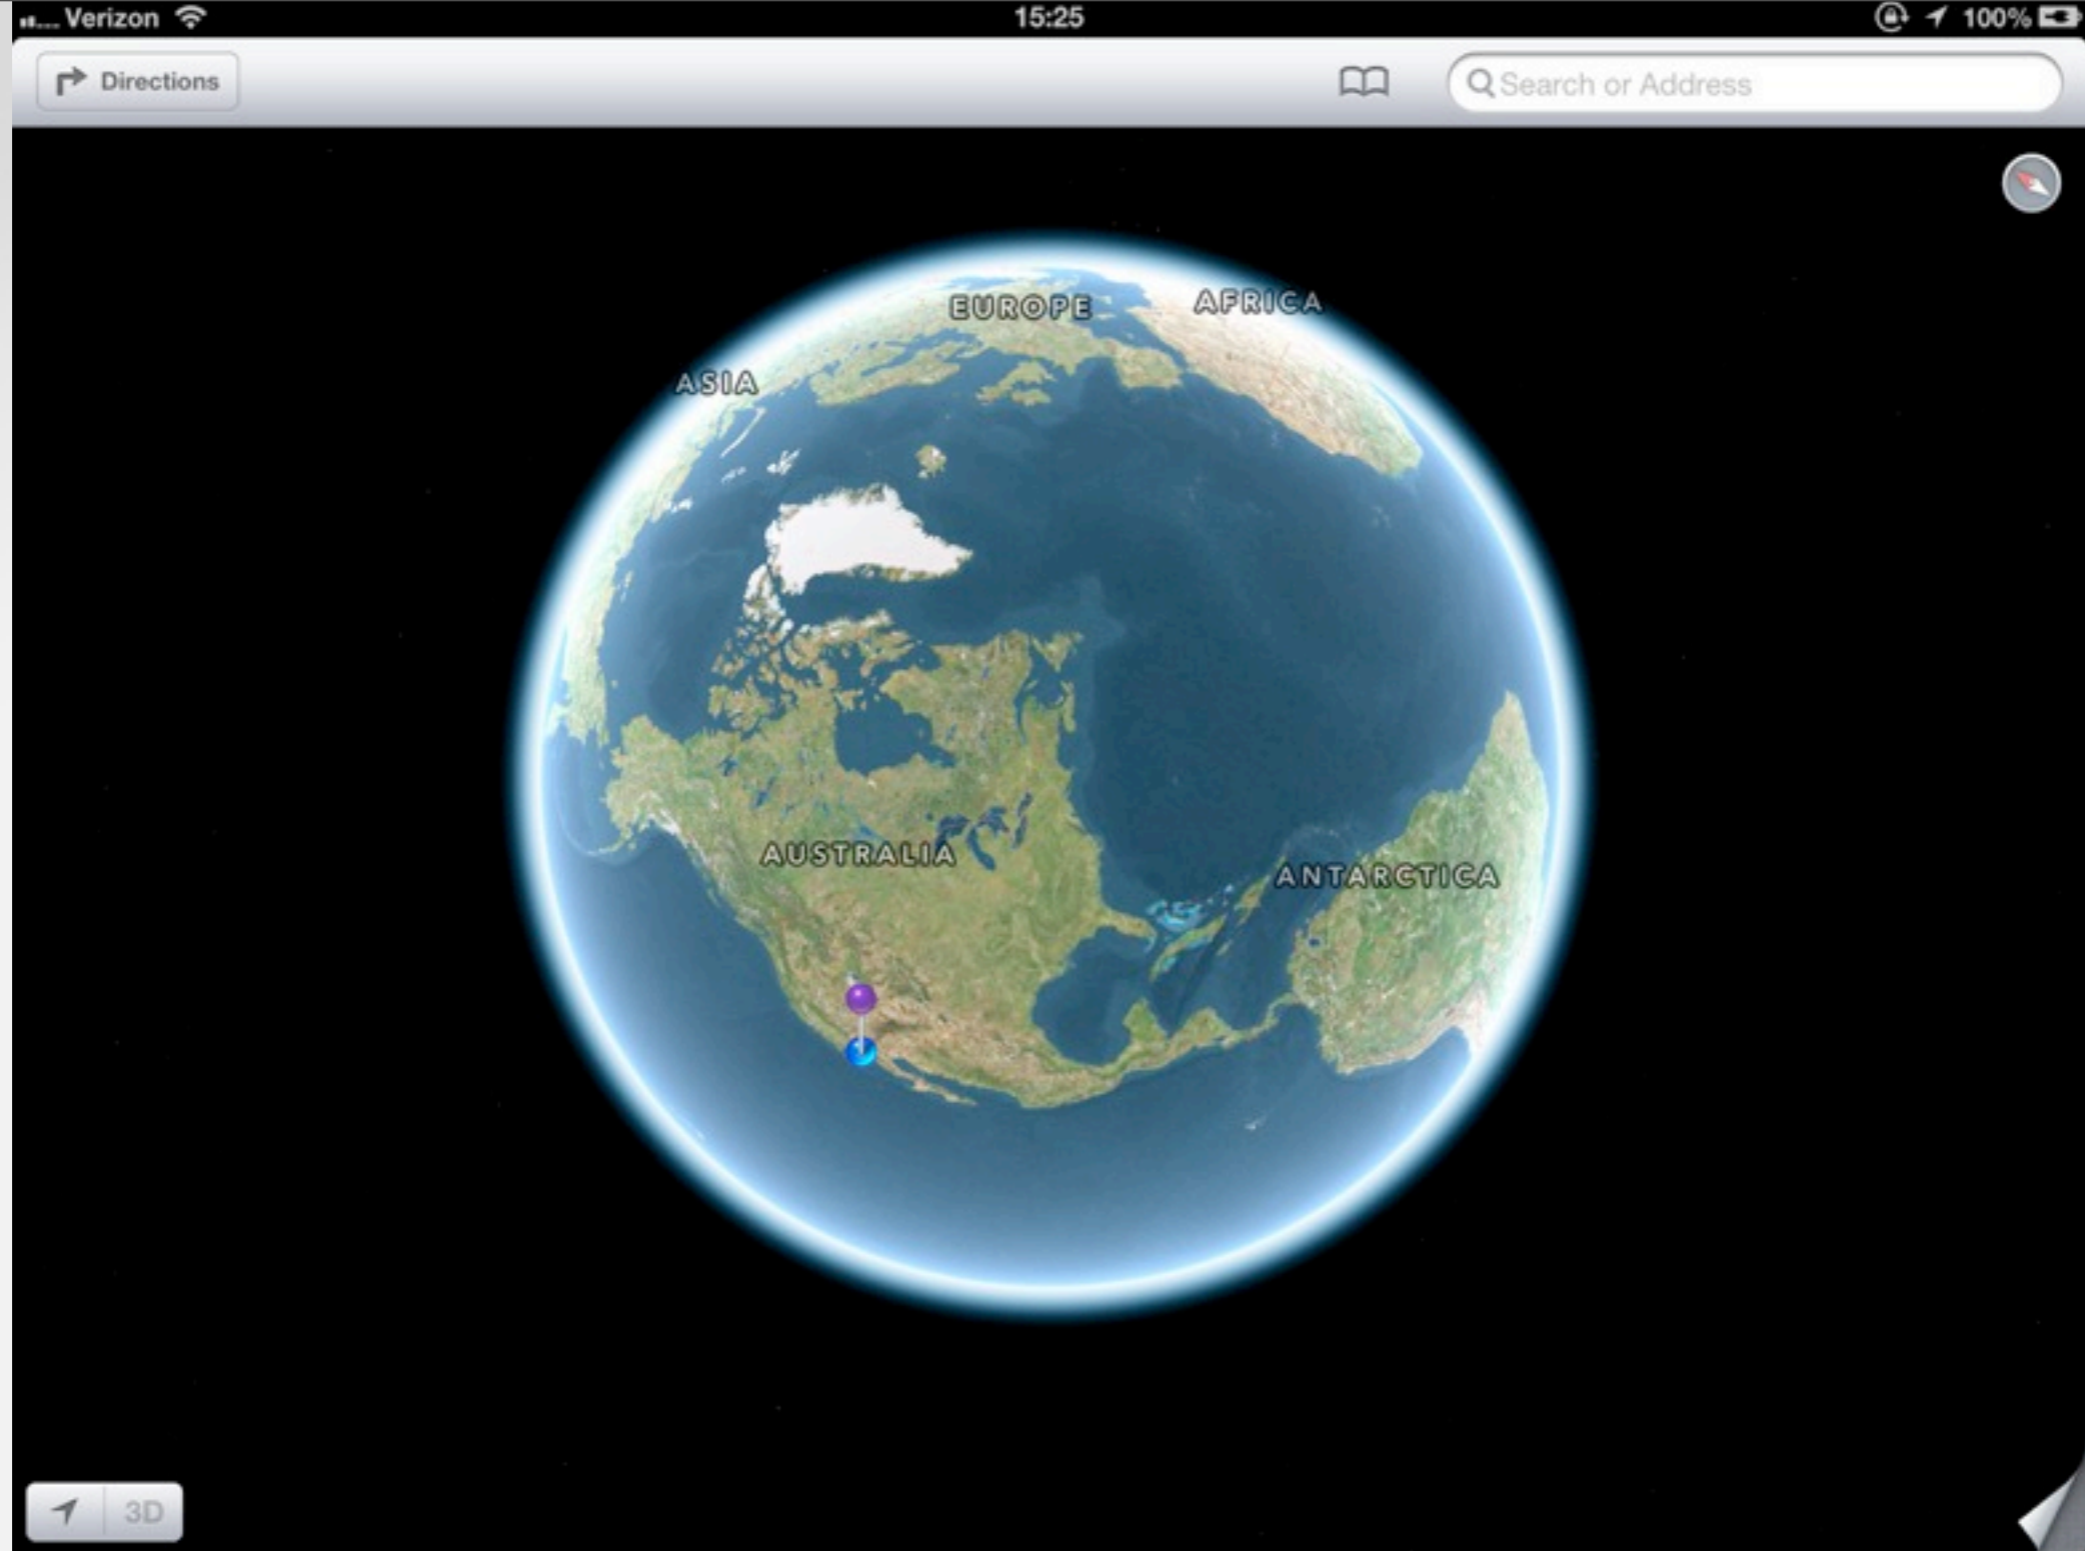 Verizon
15:25
100%
Directions
Search or Address
EUROPE
AFRICA
ASIA
AUSTRALIA
ANTARCTICA
3D